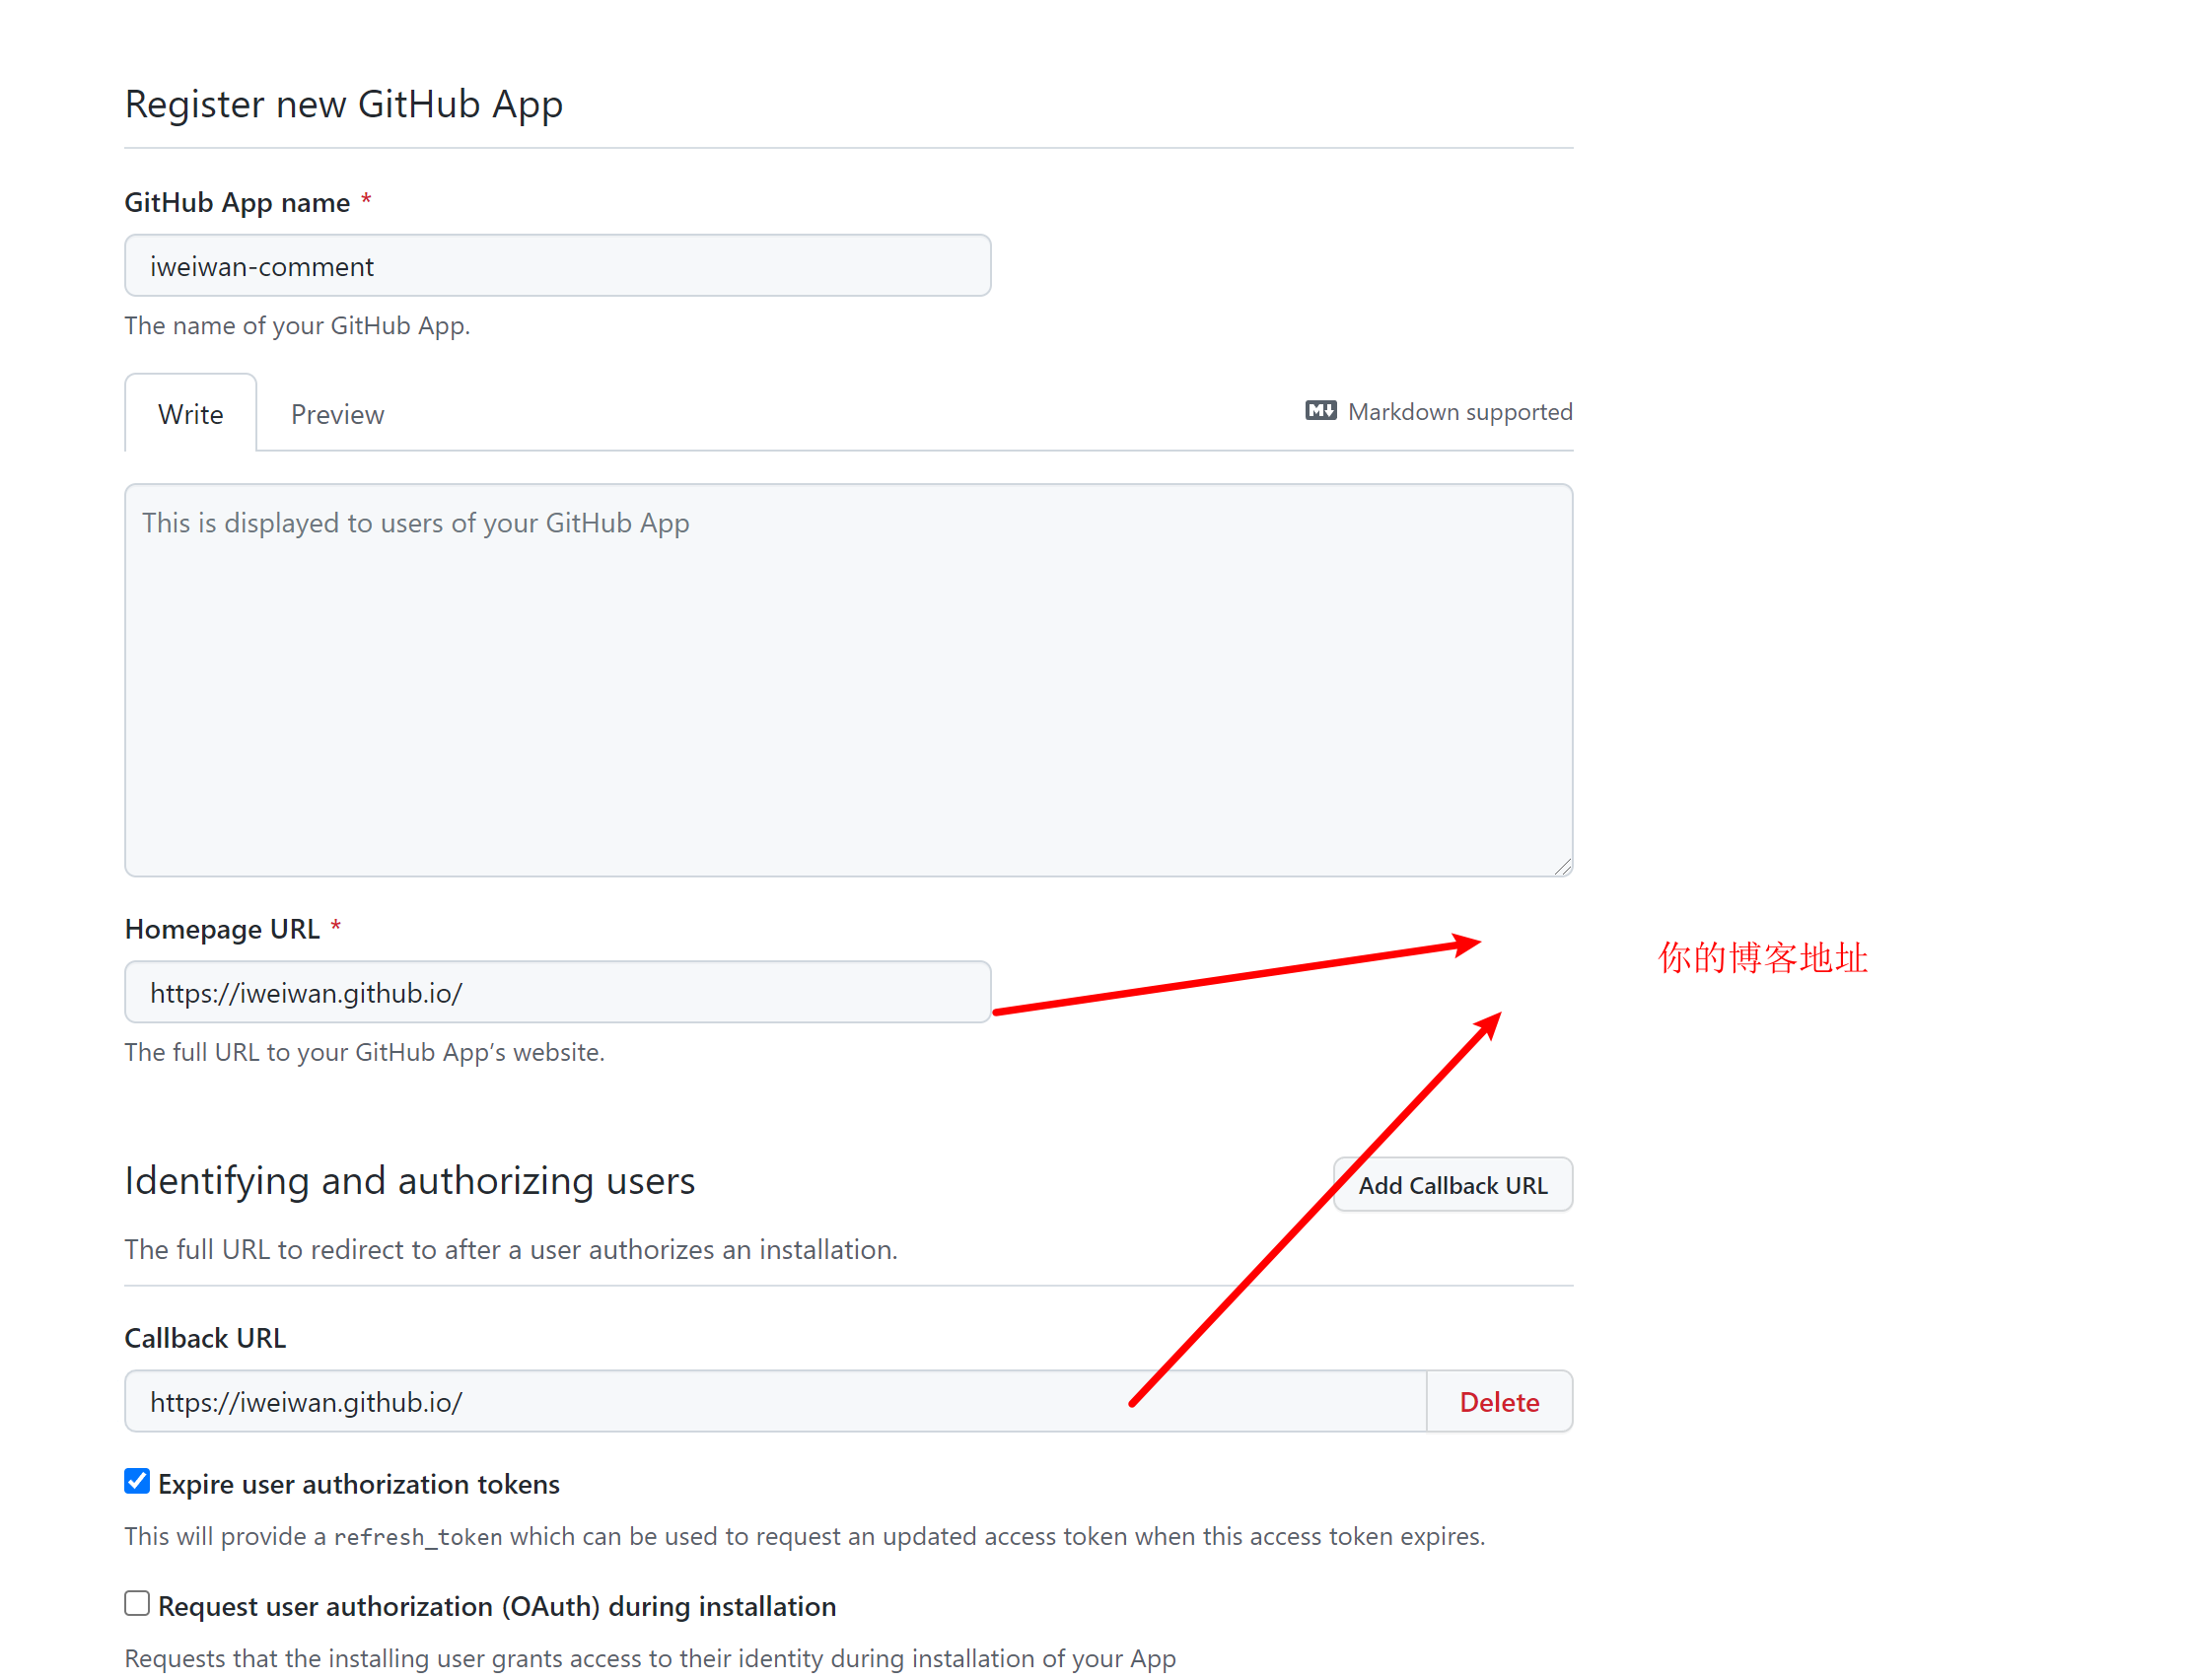 Register new GitHub App
GitHub App name *
iweiwan-comment
The name of your GitHub App.
Write Preview Markdown supported
This is displayed to users of your GitHub App
Homepage URL *
https://iweiwan.github.io/
你的博客地址
The full URL to your GitHub App’s website.
Identifying and authorizing users
Add Callback URL
The full URL to redirect to after a user authorizes an installation.
Callback URL
https://iweiwan.github.io/ Delete
Expire user authorization tokens
This will provide a refresh_token which can be used to request an updated access token when this access token expires.
Request user authorization (OAuth) during installation
Requests that the installing user grants access to their identity during installation of your App